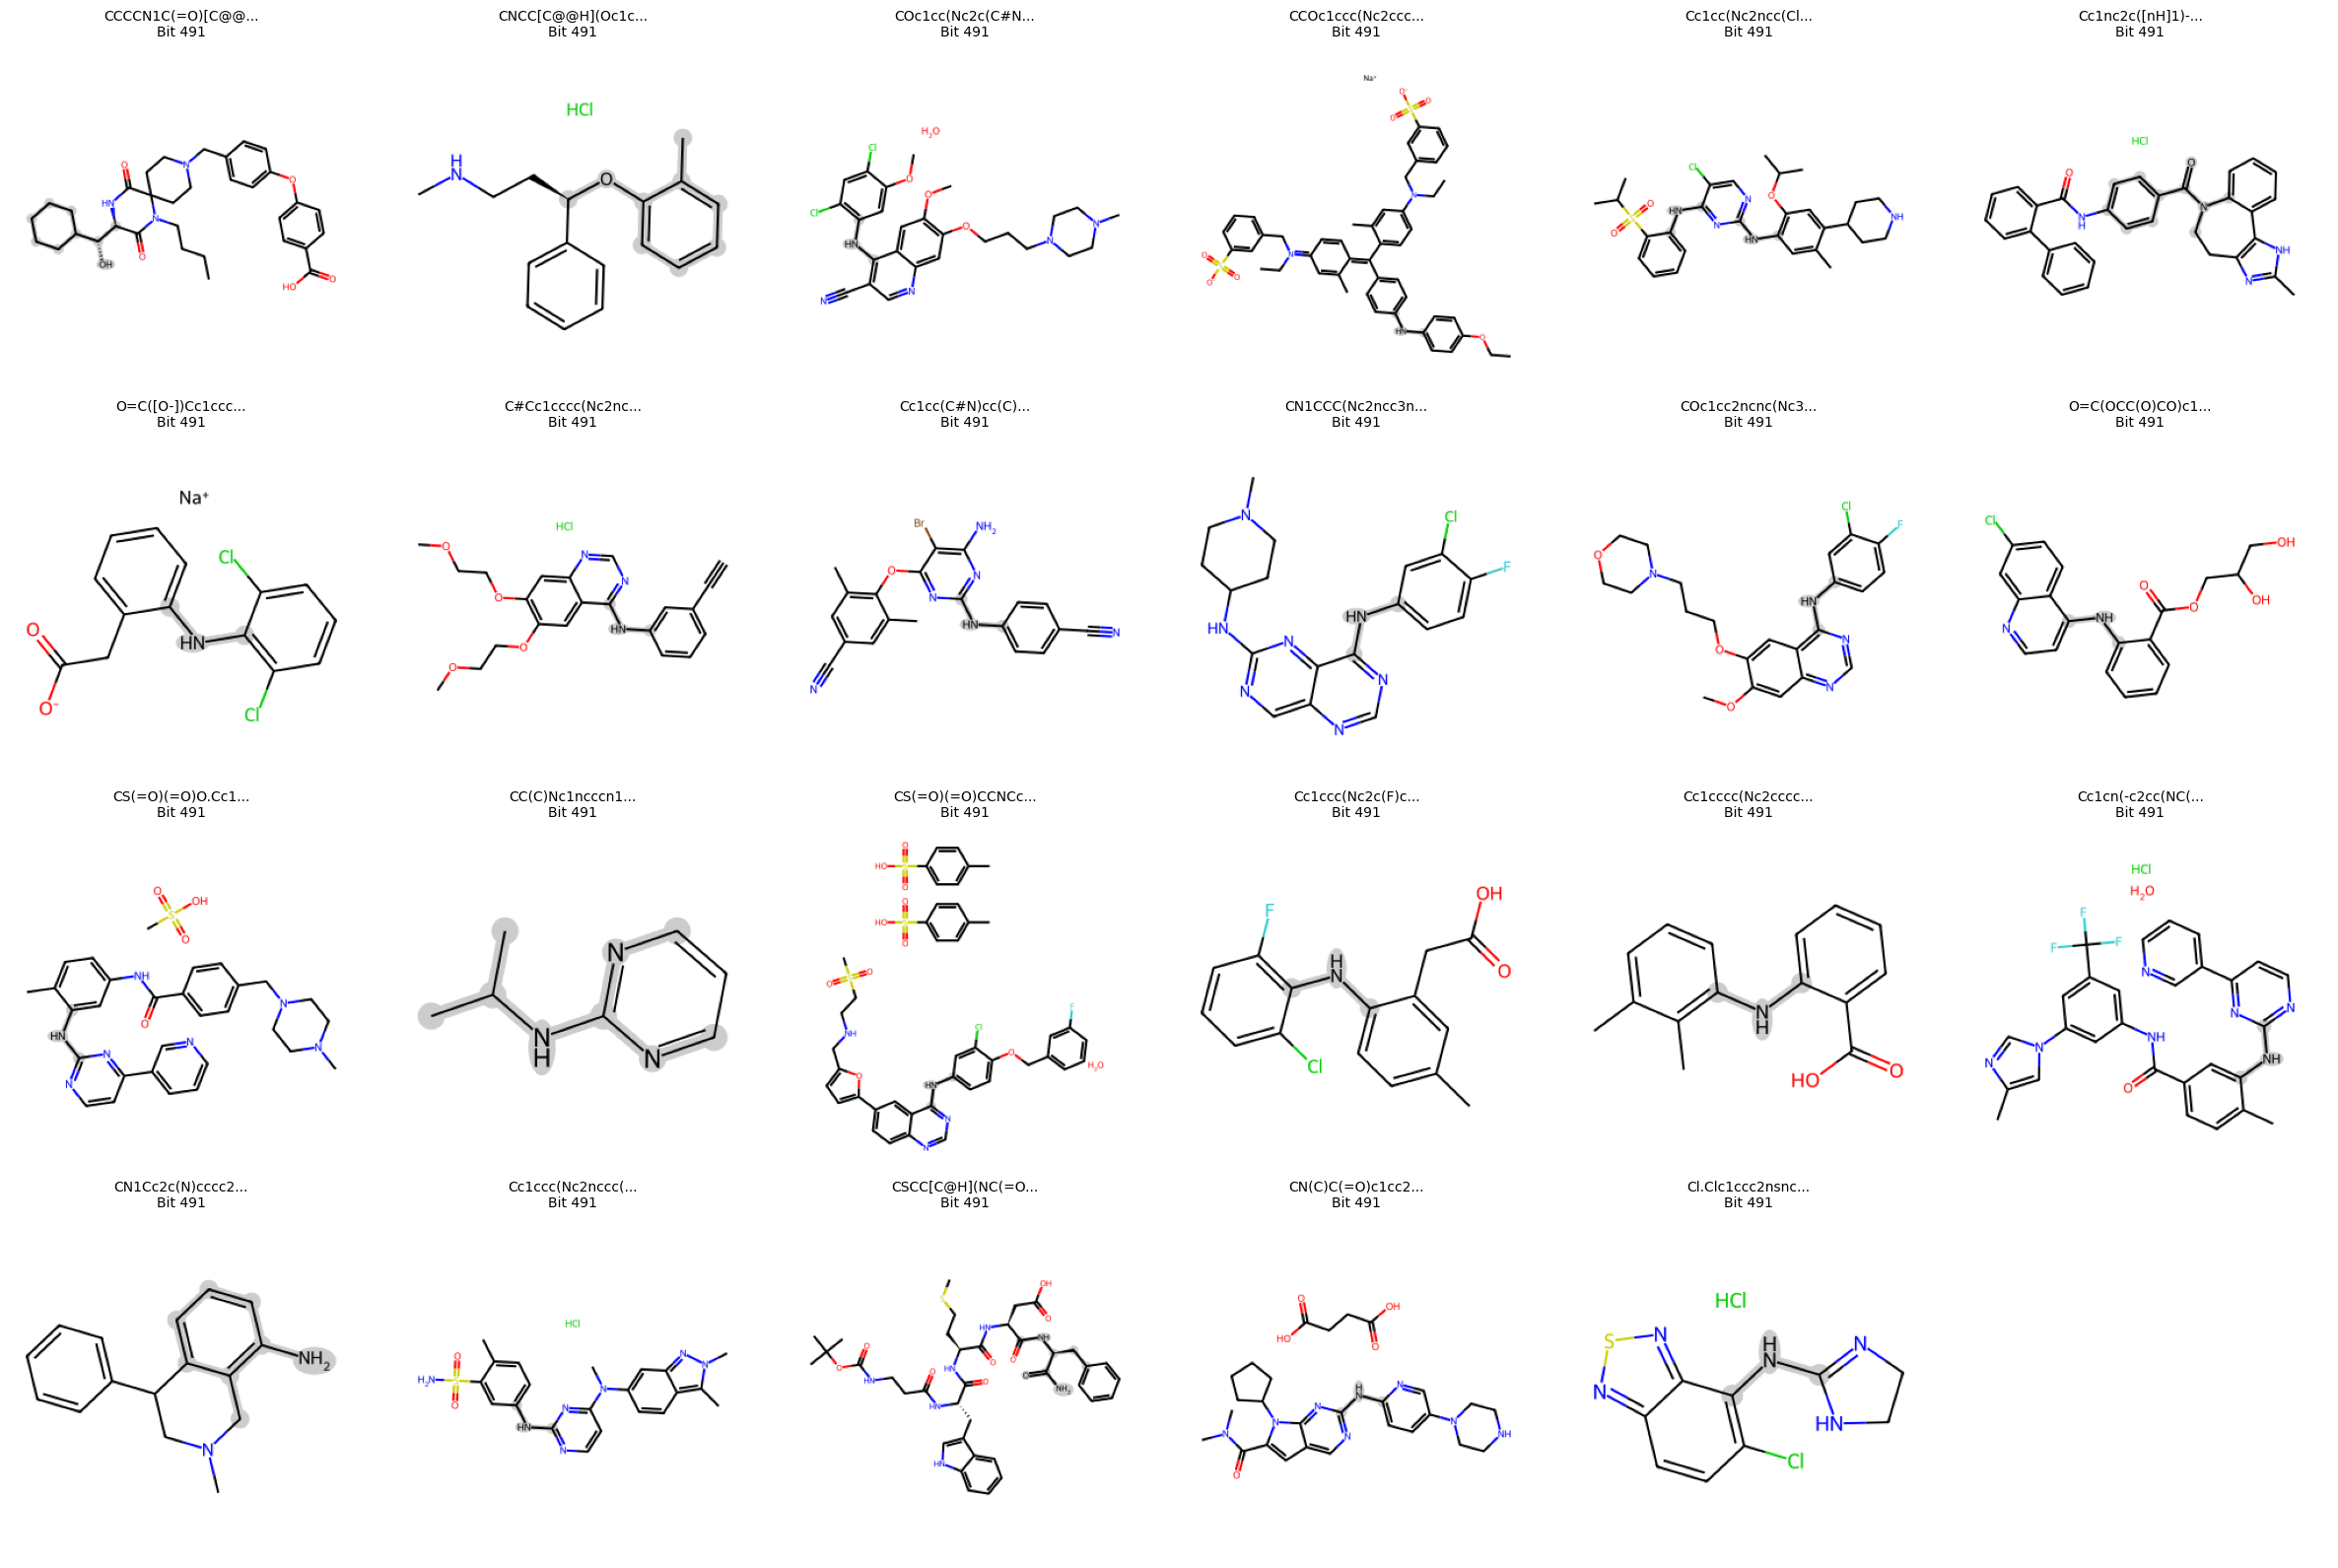 CCCCN1C(=O)[C@@...
Bit 491
CNCC[C@@H](Oc1c...
Bit 491
COc1cc(Nc2c(C#N...
Bit 491
CCOc1ccc(Nc2ccc...
Bit 491
Cc1cc(Nc2ncc(Cl...
Bit 491
Cc1nc2c([nH]1)-...
Bit 491
O=C([O-])Cc1ccc...
Bit 491
C#Cc1cccc(Nc2nc...
Bit 491
Cc1cc(C#N)cc(C)...
Bit 491
CN1CCC(Nc2ncc3n...
Bit 491
COc1cc2ncnc(Nc3...
Bit 491
O=C(OCC(O)CO)c1...
Bit 491
CS(=O)(=O)O.Cc1...
Bit 491
CC(C)Nc1ncccn1...
Bit 491
CS(=O)(=O)CCNCc...
Bit 491
Cc1ccc(Nc2c(F)c...
Bit 491
Cc1cccc(Nc2cccc...
Bit 491
Cc1cn(-c2cc(NC(...
Bit 491
CN1Cc2c(N)cccc2...
Bit 491
Cc1ccc(Nc2nccc(...
Bit 491
CSCC[C@H](NC(=O...
Bit 491
CN(C)C(=O)c1cc2...
Bit 491
Cl.Clc1ccc2nsnc...
Bit 491